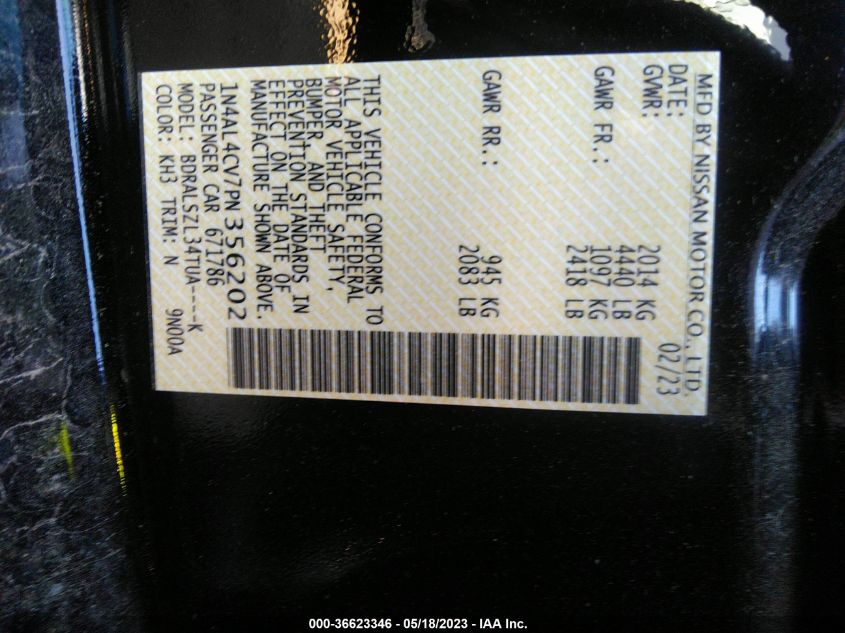 MFD BY NISSAN MOTOR CO., LTD.
DATE: 02/23
GVWR: 2014 KG
4440 LB
GAWR FR.: 1097 KG
2418 LB
GAWR RR.: 945 KG
2083 LB
THIS VEHICLE CONFORMS TO
ALL APPLICABLE FEDERAL
MOTOR VEHICLE SAFETY,
BUMPER, AND THEFT
PREVENTION STANDARDS IN
EFFECT ON THE DATE OF
MANUFACTURE SHOWN ABOVE.
1N4AL4CV7PN356202
PASSENGER CAR 671786
MODEL: BDRALSZL34TUA----K
COLOR: KH3 TRIM: N 9N00A
000-36623346 - 05/18/2023 - IAA Inc.